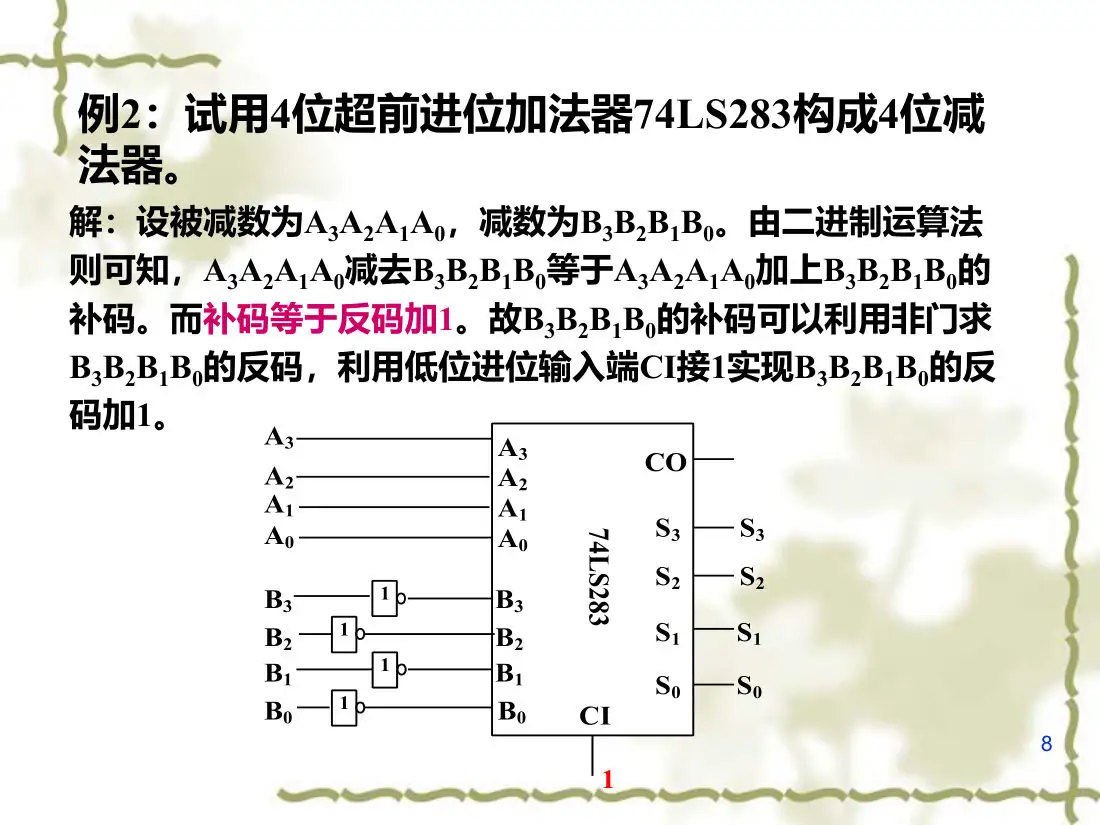 例2：试用4位超前进位加法器74LS283构成4位减
法器。
解：设被减数为A₃A₂A₁A₀，减数为B₃B₂B₁B₀。由二进制运算法
则可知，A₃A₂A₁A₀减去B₃B₂B₁B₀等于A₃A₂A₁A₀加上B₃B₂B₁B₀的
补码。而补码等于反码加1。故B₃B₂B₁B₀的补码可以利用非门求
B₃B₂B₁B₀的反码，利用低位进位输入端CI接1实现B₃B₂B₁B₀的反
码加1。
A₃ A₃ CO
A₂ A₂
A₁ A₁
A₀ A₀ S₃ S₃
74LS283
S₂ S₂
B₃ 1 B₃
B₂ 1 B₂ S₁ S₁
B₁ 1 B₁
S₀ S₀
B₀ 1 B₀ CI
1
8